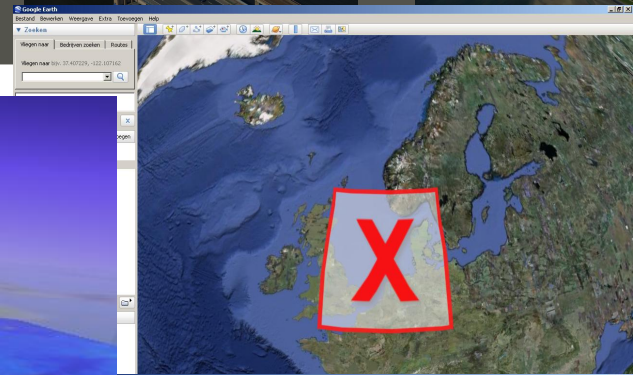 Google Earth
Bestand Bewerken Weergave Extra Toevoegen Help
▼ Zoeken
Vliegen naar Bedrijven zoeken Routes
Vliegen naar bijv. 37.407229, -122.107162
x
oegen
X